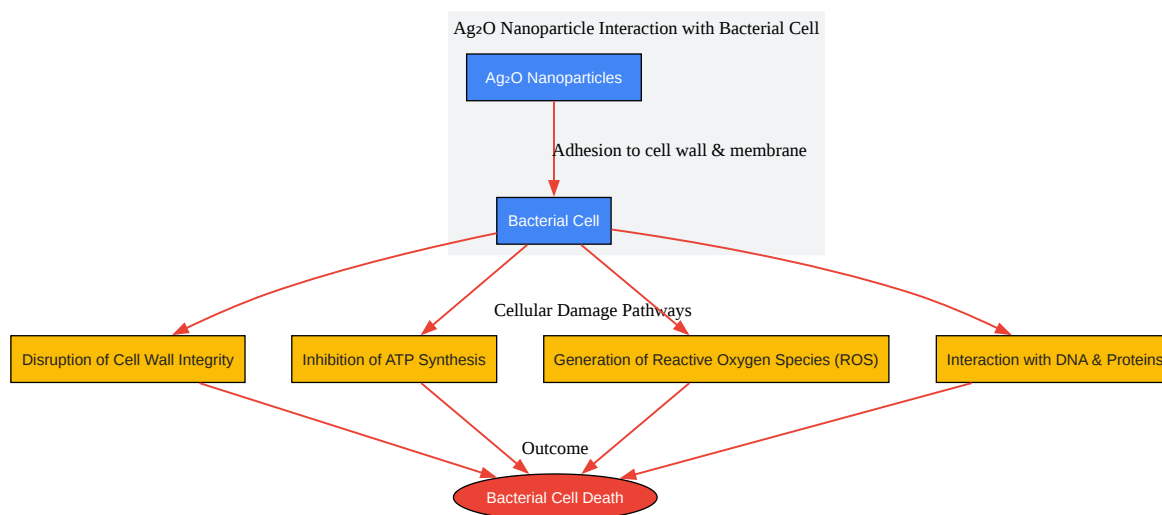 Ag₂O Nanoparticle Interaction with Bacterial Cell
Ag₂O Nanoparticles
Adhesion to cell wall & membrane
Bacterial Cell
Cellular Damage Pathways
Disruption of Cell Wall Integrity
Inhibition of ATP Synthesis
Generation of Reactive Oxygen Species (ROS)
Interaction with DNA & Proteins
Outcome
Bacterial Cell Death